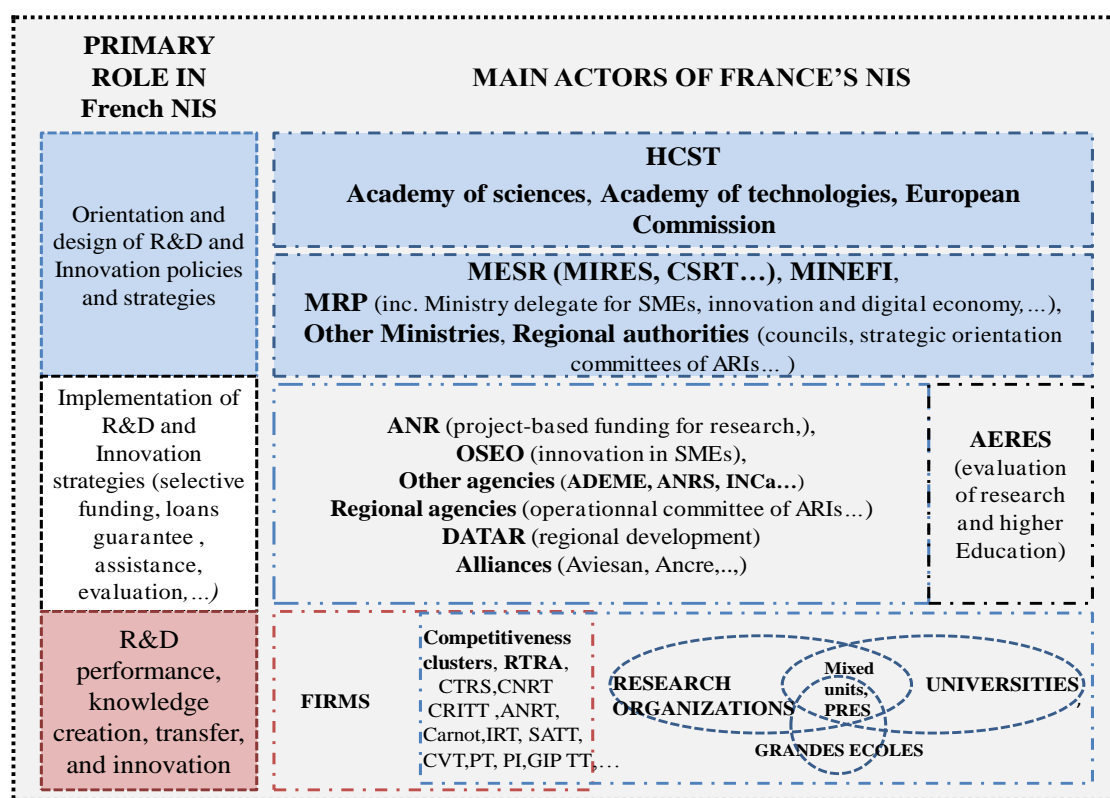 PRIMARY
ROLE IN
French NIS
MAIN ACTORS OF FRANCE'S NIS
Orientation and
design of R&D and
Innovation policies
and strategies
HCST
Academy of sciences, Academy of technologies, European
Commission
MESR (MIRES, CSRT…), MINEFI,
MRP (inc. Ministry delegate for SMEs, innovation and digital economy,…),
Other Ministries, Regional authorities (councils, strategic orientation
committees of ARIs… )
Implementation of
R&D and
Innovation
strategies (selective
funding, loans
guarantee ,
assistance,
evaluation,…)
ANR (project-based funding for research,),
OSEO (innovation in SMEs),
Other agencies (ADEME, ANRS, INCa…)
Regional agencies (operationnal committee of ARIs…)
DATAR (regional development)
Alliances (Aviesan, Ancre,..,)
AERES
(evaluation
of research
and higher
Education)
R&D
performance,
knowledge
creation, transfer,
and innovation
FIRMS
Competitiveness
clusters, RTRA,
CTRS,CNRT
CRITT ,ANRT,
Carnot,IRT, SATT,
CVT,PT, PI,GIP TT,…
RESEARCH
ORGANIZATIONS
Mixed
units,
PRES
UNIVERSITIES
,
GRANDES ECOLES